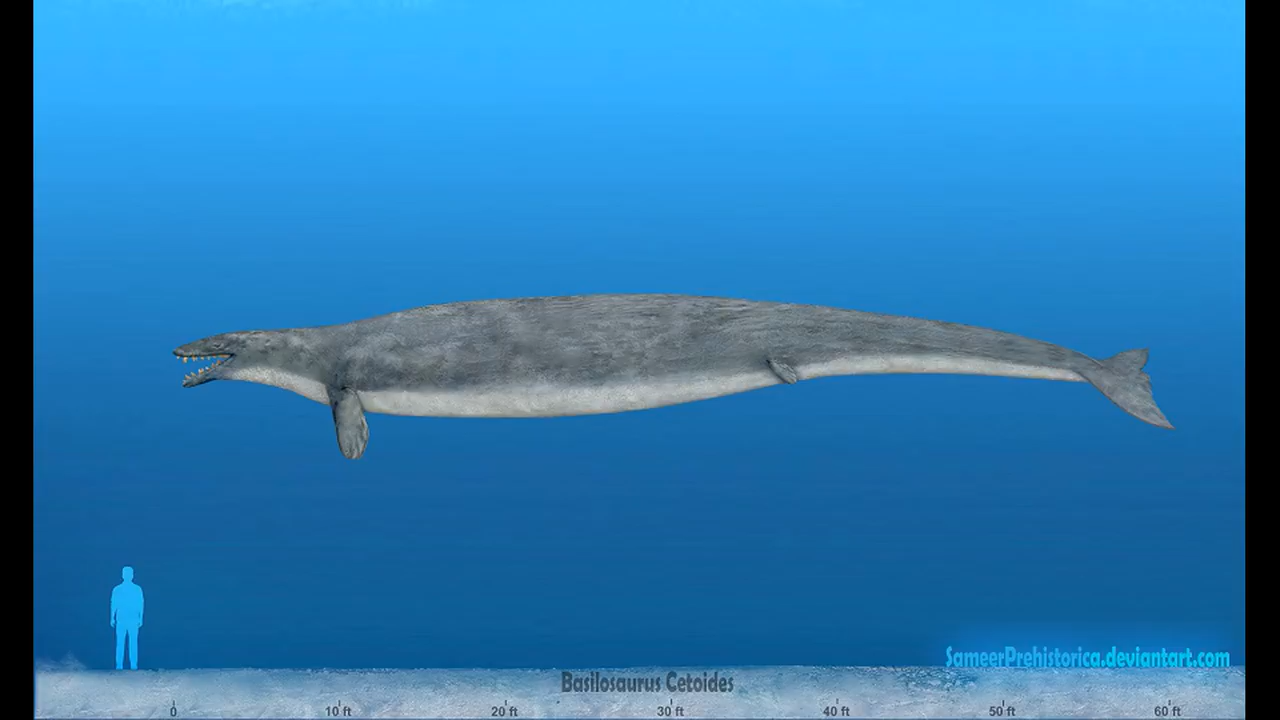 SameerPrehistorica.deviantart.com
Basilosaurus Cetoides
0 10 ft 20 ft 30 ft 40 ft 50 ft 60 ft